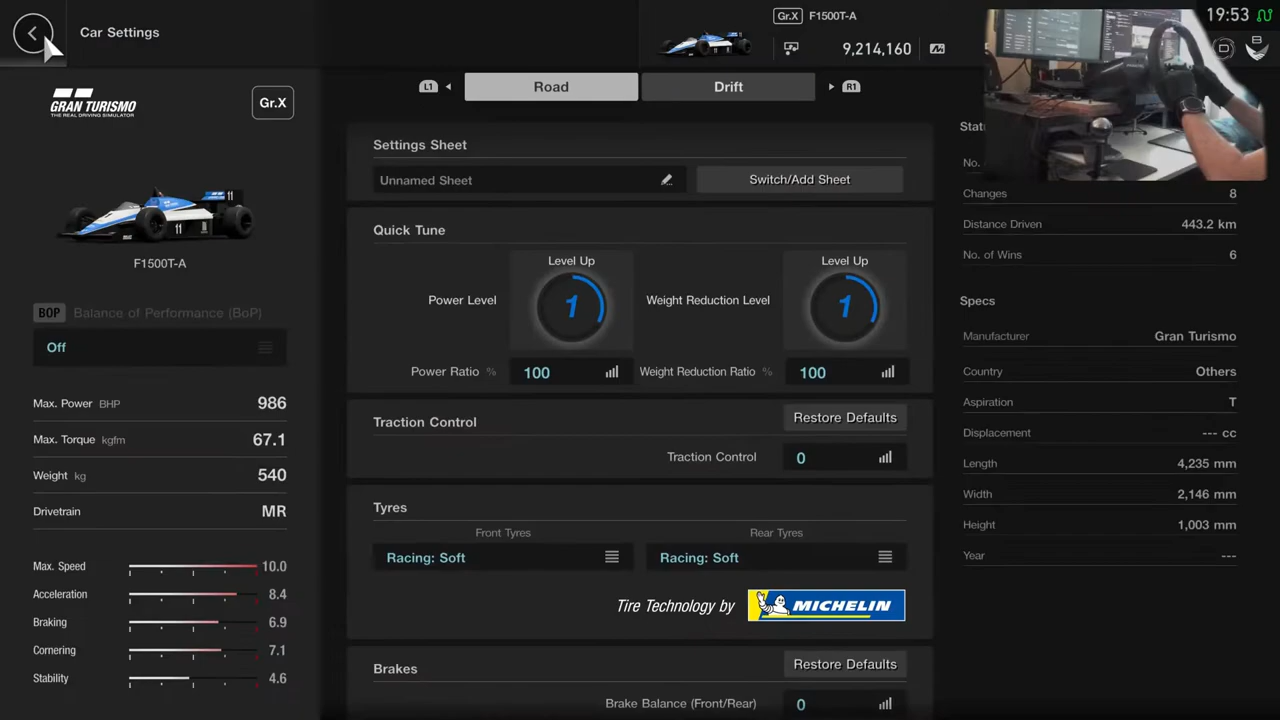 Car Settings
Gr.X F1500T-A
9,214,160
19:53
L1 Road Drift R1
GRAN TURISMO
THE REAL DRIVING SIMULATOR
Gr.X
F1500T-A
BOP Balance of Performance (BoP)
Off
Max. Power BHP 986
Max. Torque kgfm 67.1
Weight kg 540
Drivetrain MR
Max. Speed 10.0
Acceleration 8.4
Braking 6.9
Cornering 7.1
Stability 4.6
Settings Sheet
Unnamed Sheet Switch/Add Sheet
Quick Tune
Level Up Level Up
Power Level 1 Weight Reduction Level 1
Power Ratio % 100 Weight Reduction Ratio % 100
Traction Control Restore Defaults
Traction Control 0
Tyres
Front Tyres Rear Tyres
Racing: Soft Racing: Soft
Tire Technology by MICHELIN
Brakes Restore Defaults
Brake Balance (Front/Rear) 0
No.
Changes 8
Distance Driven 443.2 km
No. of Wins 6
Specs
Manufacturer Gran Turismo
Country Others
Aspiration T
Displacement --- cc
Length 4,235 mm
Width 2,146 mm
Height 1,003 mm
Year ---